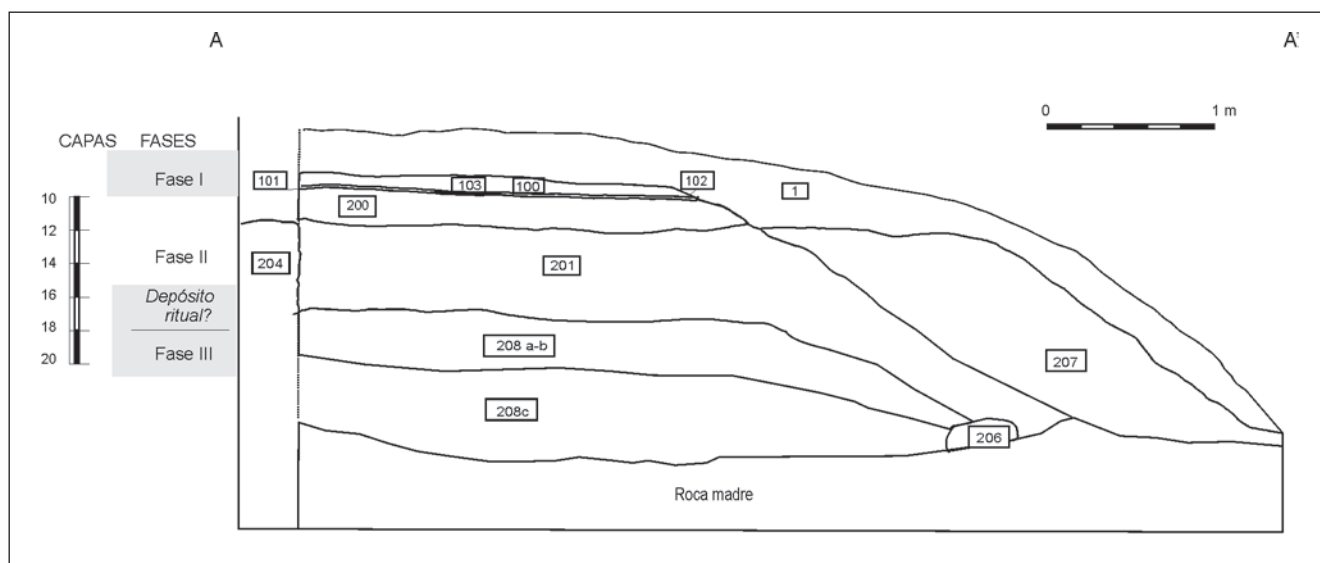 A A'
0 1 m
CAPAS FASES
Fase I 101 103 100 102 1
10
200
12
Fase II 204 201
14
16 Depósito
ritual?
18
208 a-b
Fase III
20
207
208c
206
Roca madre